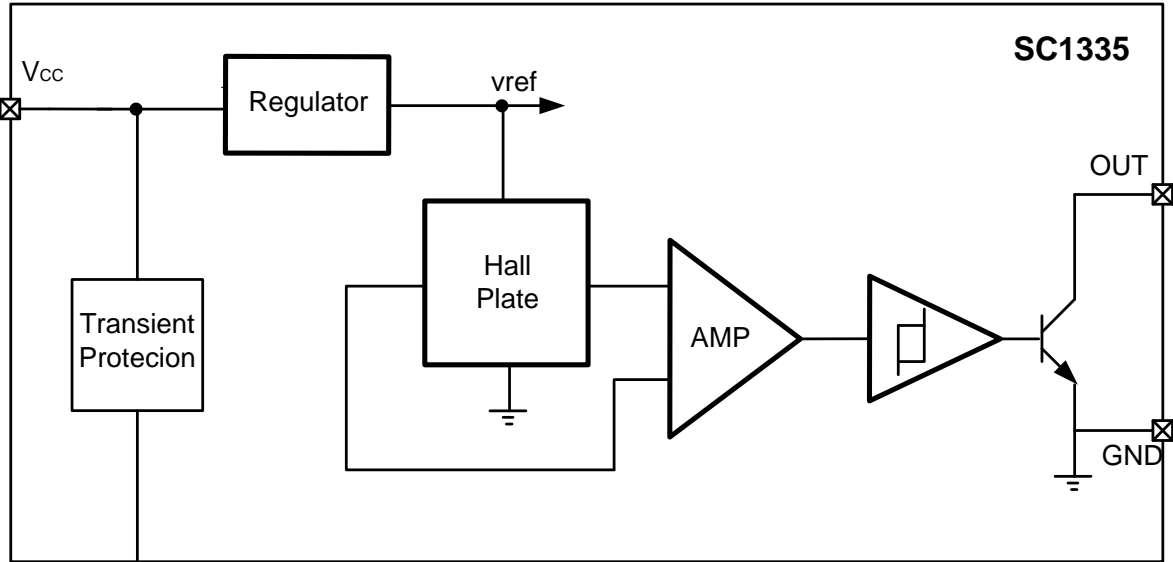 SC1335
Vcc
Regulator
vref
OUT
Hall
Plate
Transient
Protecion
AMP
GND